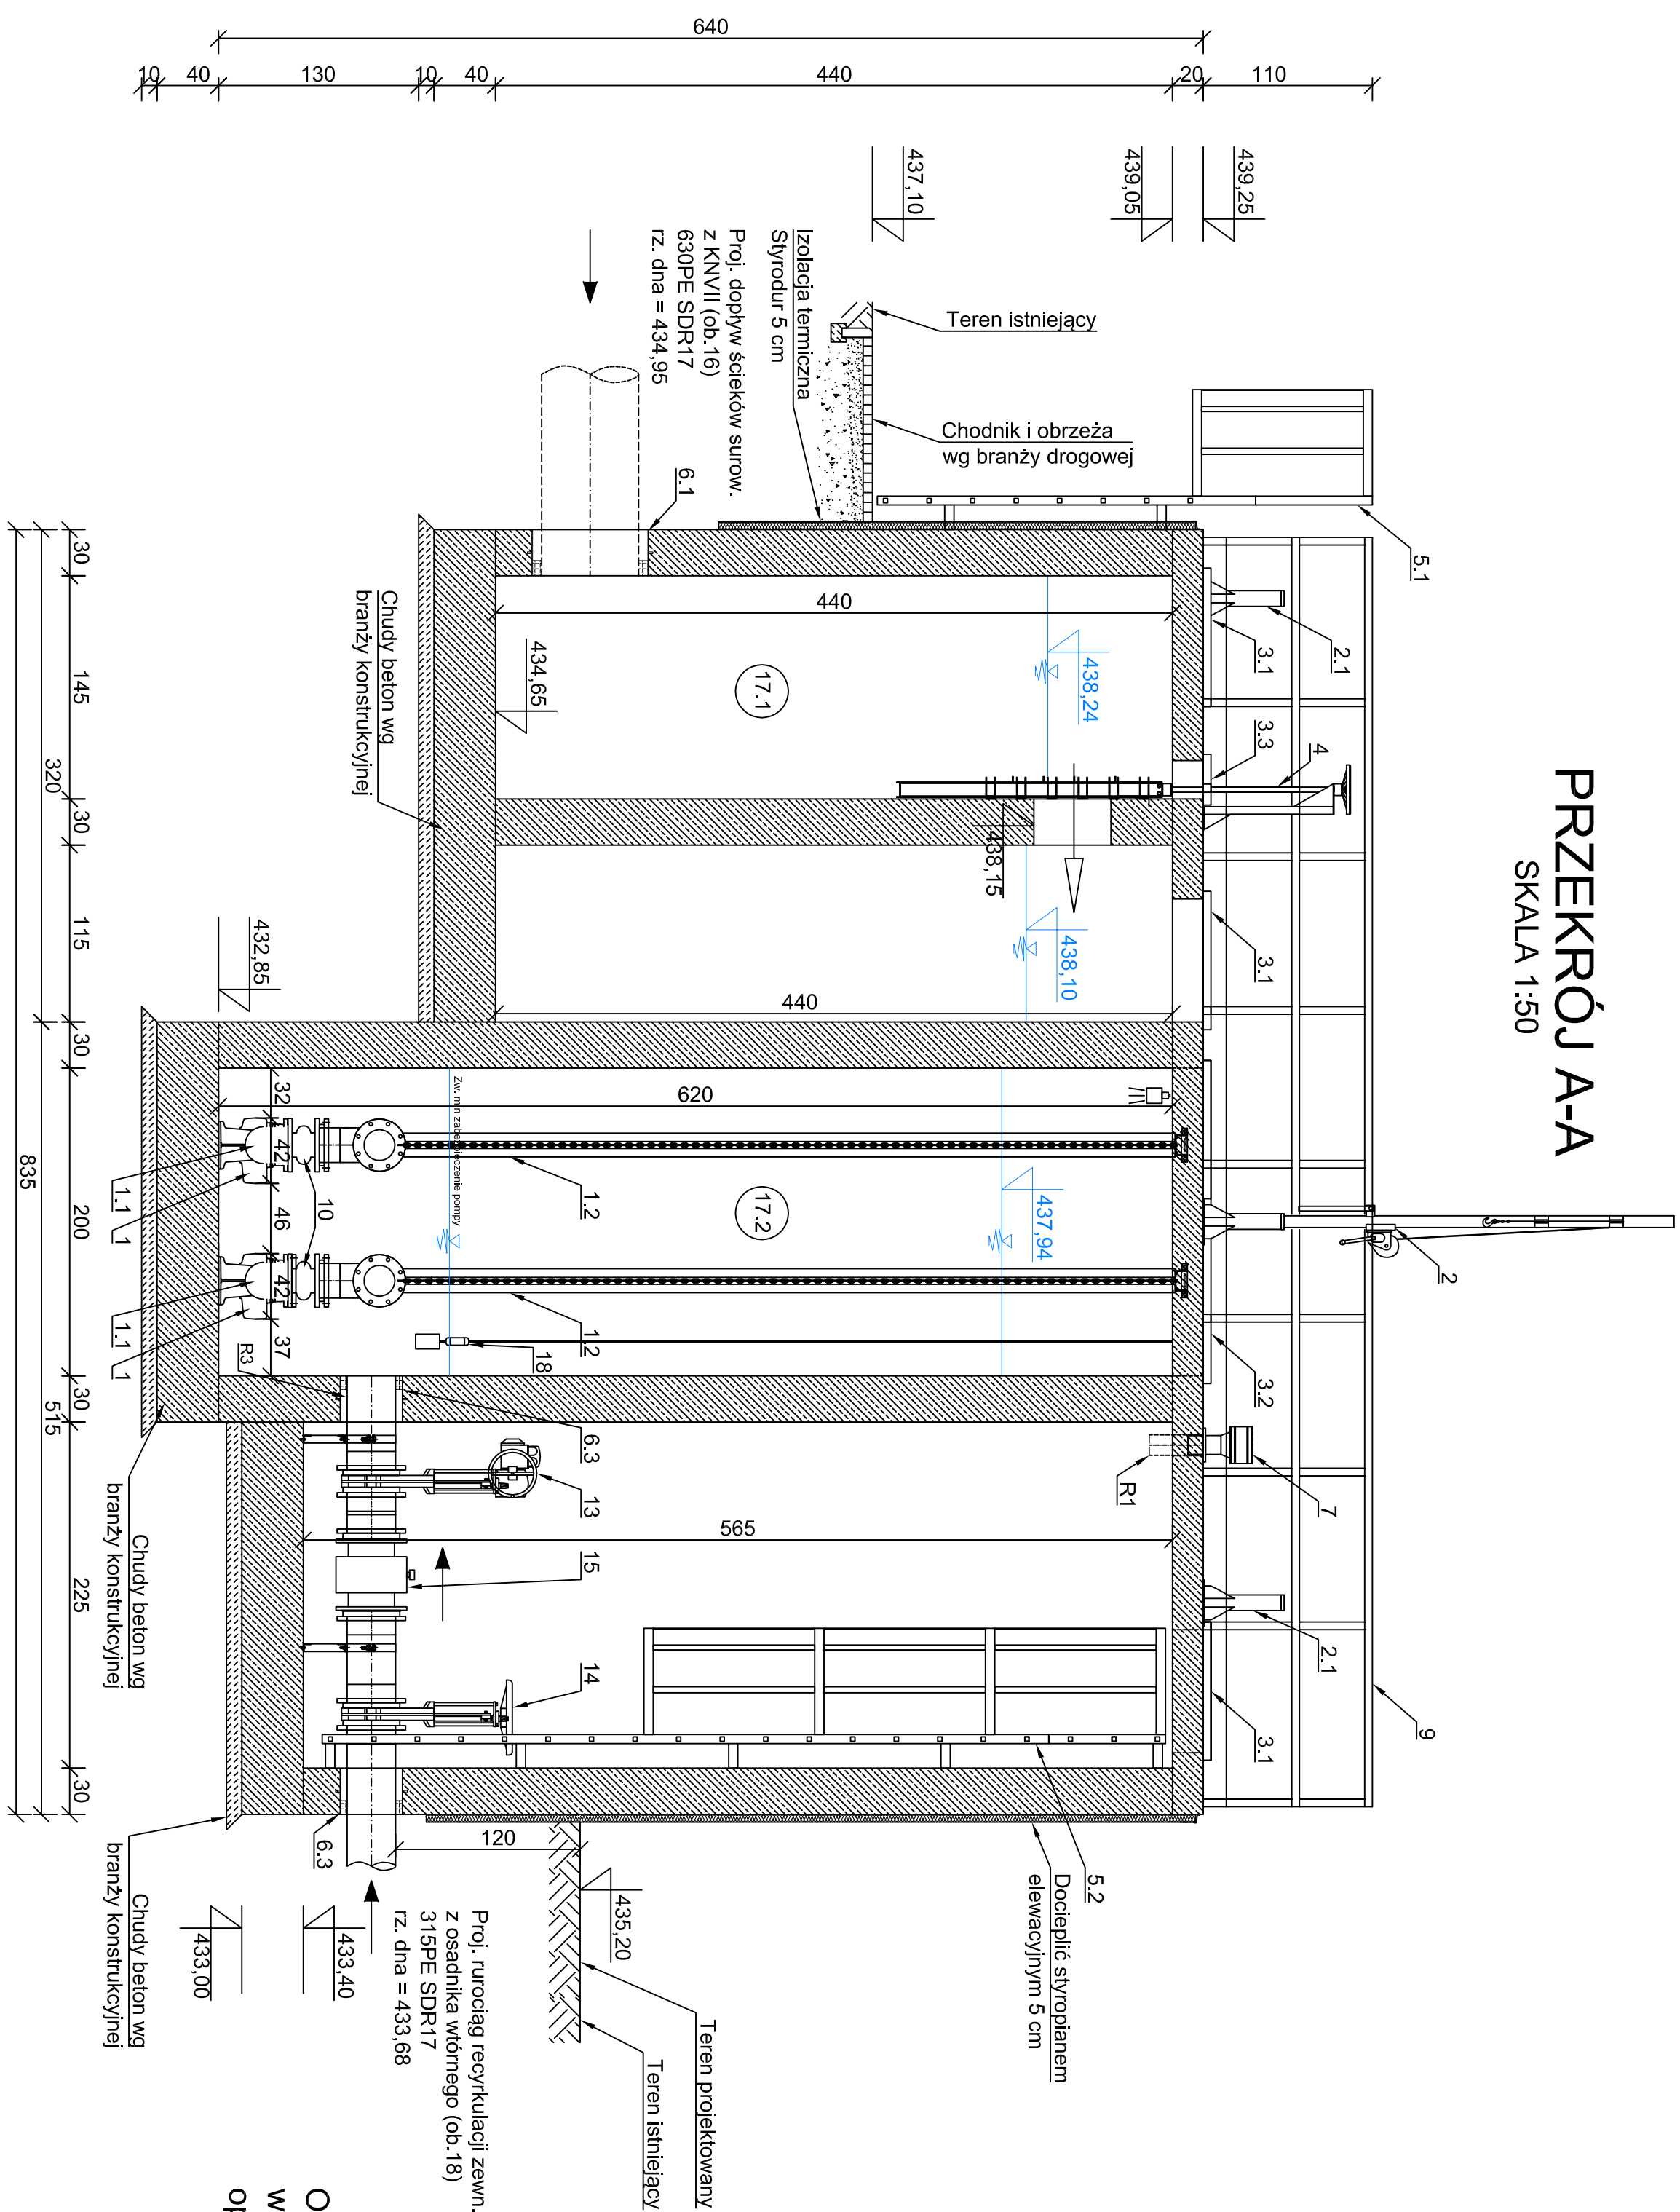 PRZEKRÓJ A-A
SKALA 1:50
640
10
40
130
10
40
440
20
110
437,10
439,05
439,25
Teren istniejący
Chodnik i obrzeża
wg branży drogowej
Izolacja termiczna
Styrodur 5 cm
Proj. dopływ ścieków surow.
z KNVII (ob.16)
630PE SDR17
rz. dna = 434,95
6.1
5.1
2.1
3.1
3.3
4
3.1
2
3.2
7
R1
2.1
3.1
9
440
434,65
17.1
438,24
438,15
438,10
440
Chudy beton wg
branży konstrukcyjnej
432,85
620
Zw. min zabezpieczenie pompy
17.2
437,94
32
42
46
42
37
1.1
1
10
1.2
1.1
1
1.2
18
R3
6.3
13
15
14
565
5.2
Docieplić styropianem
elewacyjnym 5 cm
120
6.3
435,20
Teren projektowany
Teren istniejący
Proj. rurociąg recyrkulacji zewn.
z osadnika wtórnego (ob.18)
315PE SDR17
rz. dna = 433,68
433,40
433,00
Chudy beton wg
branży konstrukcyjnej
Chudy beton wg
branży konstrukcyjnej
30
145
30
115
30
200
30
225
30
320
515
835
O
w
op